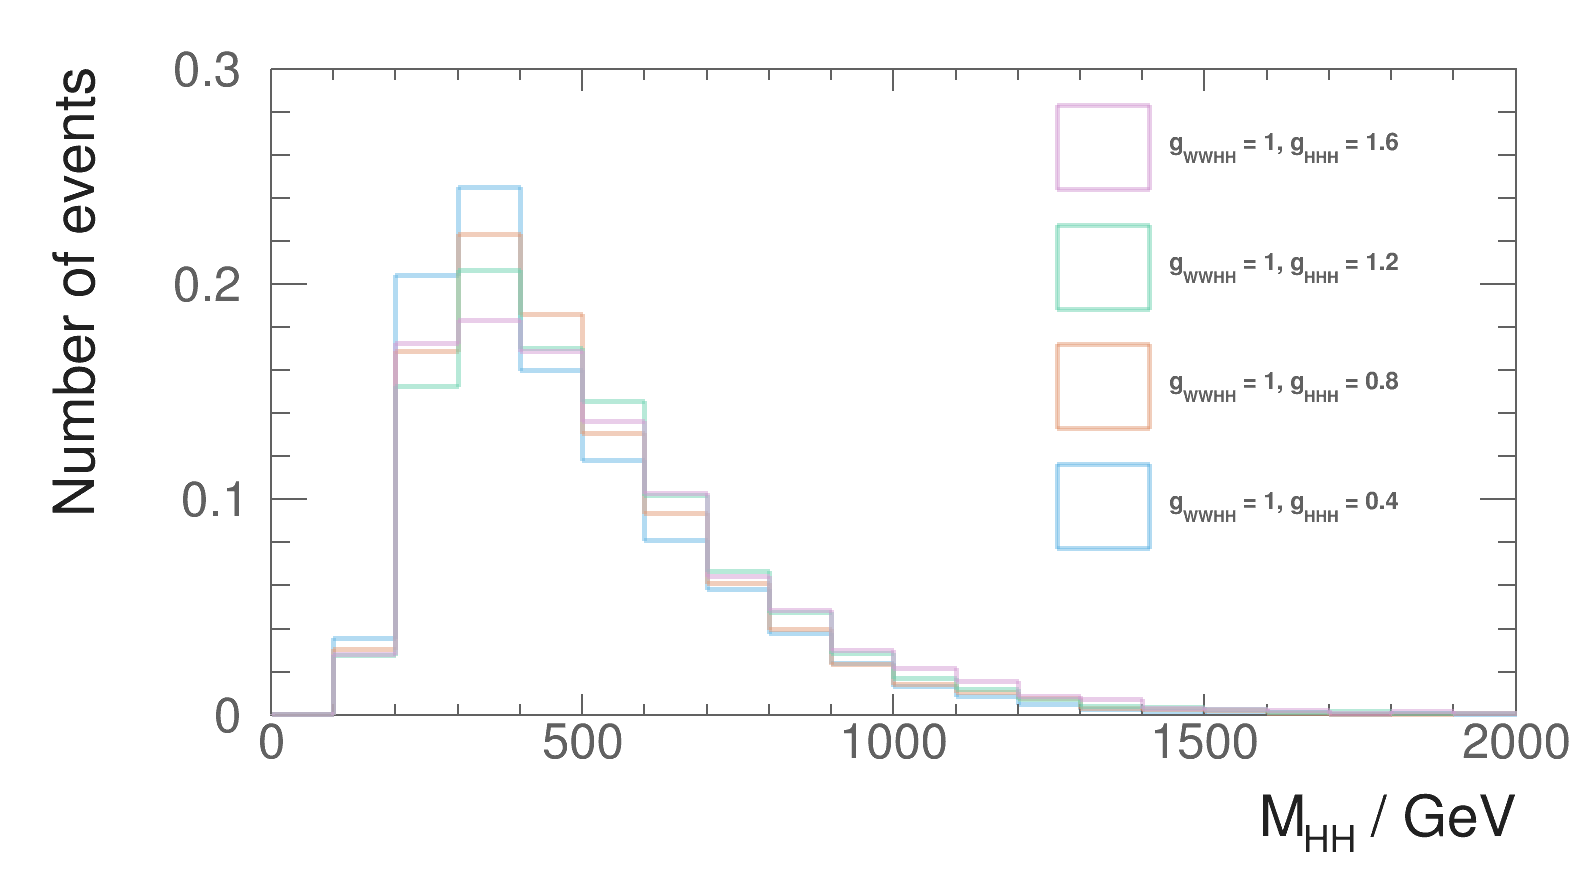 Number of events
0.3
0.2
0.1
0
0 500 1000 1500 2000
M_HH / GeV
g_WWHH = 1, g_HHH = 1.6
g_WWHH = 1, g_HHH = 1.2
g_WWHH = 1, g_HHH = 0.8
g_WWHH = 1, g_HHH = 0.4